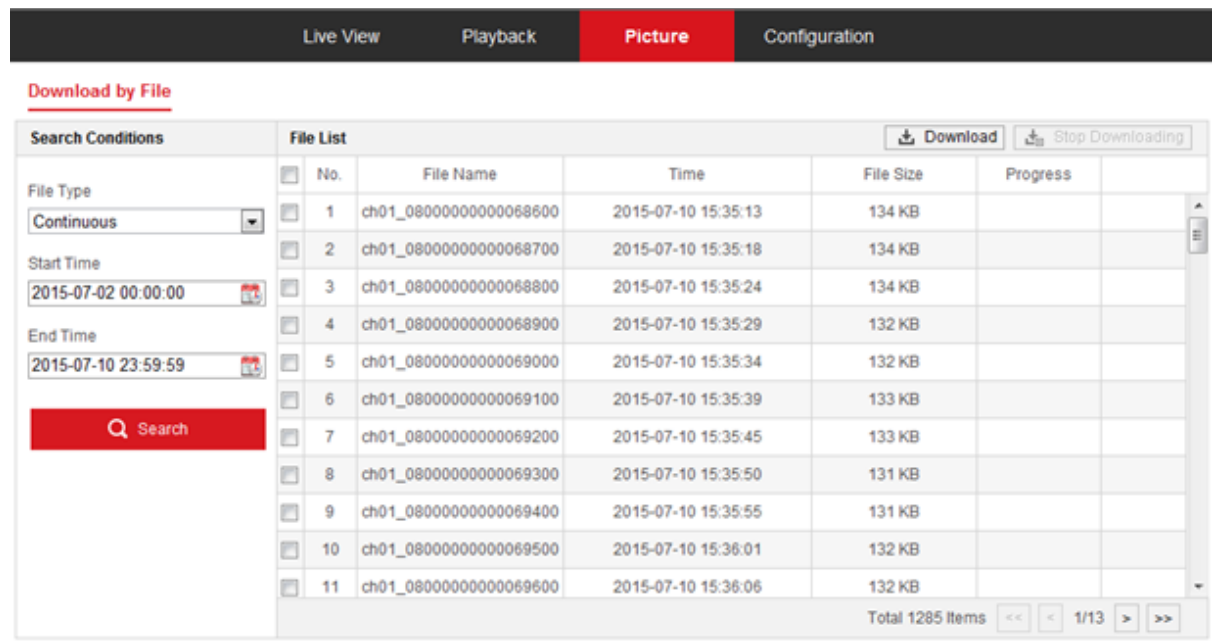 Live View Playback Picture Configuration
Download by File
Search Conditions File List Download Stop Downloading
No. File Name Time File Size Progress
File Type
Continuous
Start Time
2015-07-02 00:00:00
End Time
2015-07-10 23:59:59
Search
1 ch01_08000000000068600 2015-07-10 15:35:13 134 KB
2 ch01_08000000000068700 2015-07-10 15:35:18 134 KB
3 ch01_08000000000068800 2015-07-10 15:35:24 134 KB
4 ch01_08000000000068900 2015-07-10 15:35:29 132 KB
5 ch01_08000000000069000 2015-07-10 15:35:34 132 KB
6 ch01_08000000000069100 2015-07-10 15:35:39 133 KB
7 ch01_08000000000069200 2015-07-10 15:35:45 133 KB
8 ch01_08000000000069300 2015-07-10 15:35:50 131 KB
9 ch01_08000000000069400 2015-07-10 15:35:55 131 KB
10 ch01_08000000000069500 2015-07-10 15:36:01 132 KB
11 ch01_08000000000069600 2015-07-10 15:36:06 132 KB
Total 1285 Items << < 1/13 > >>